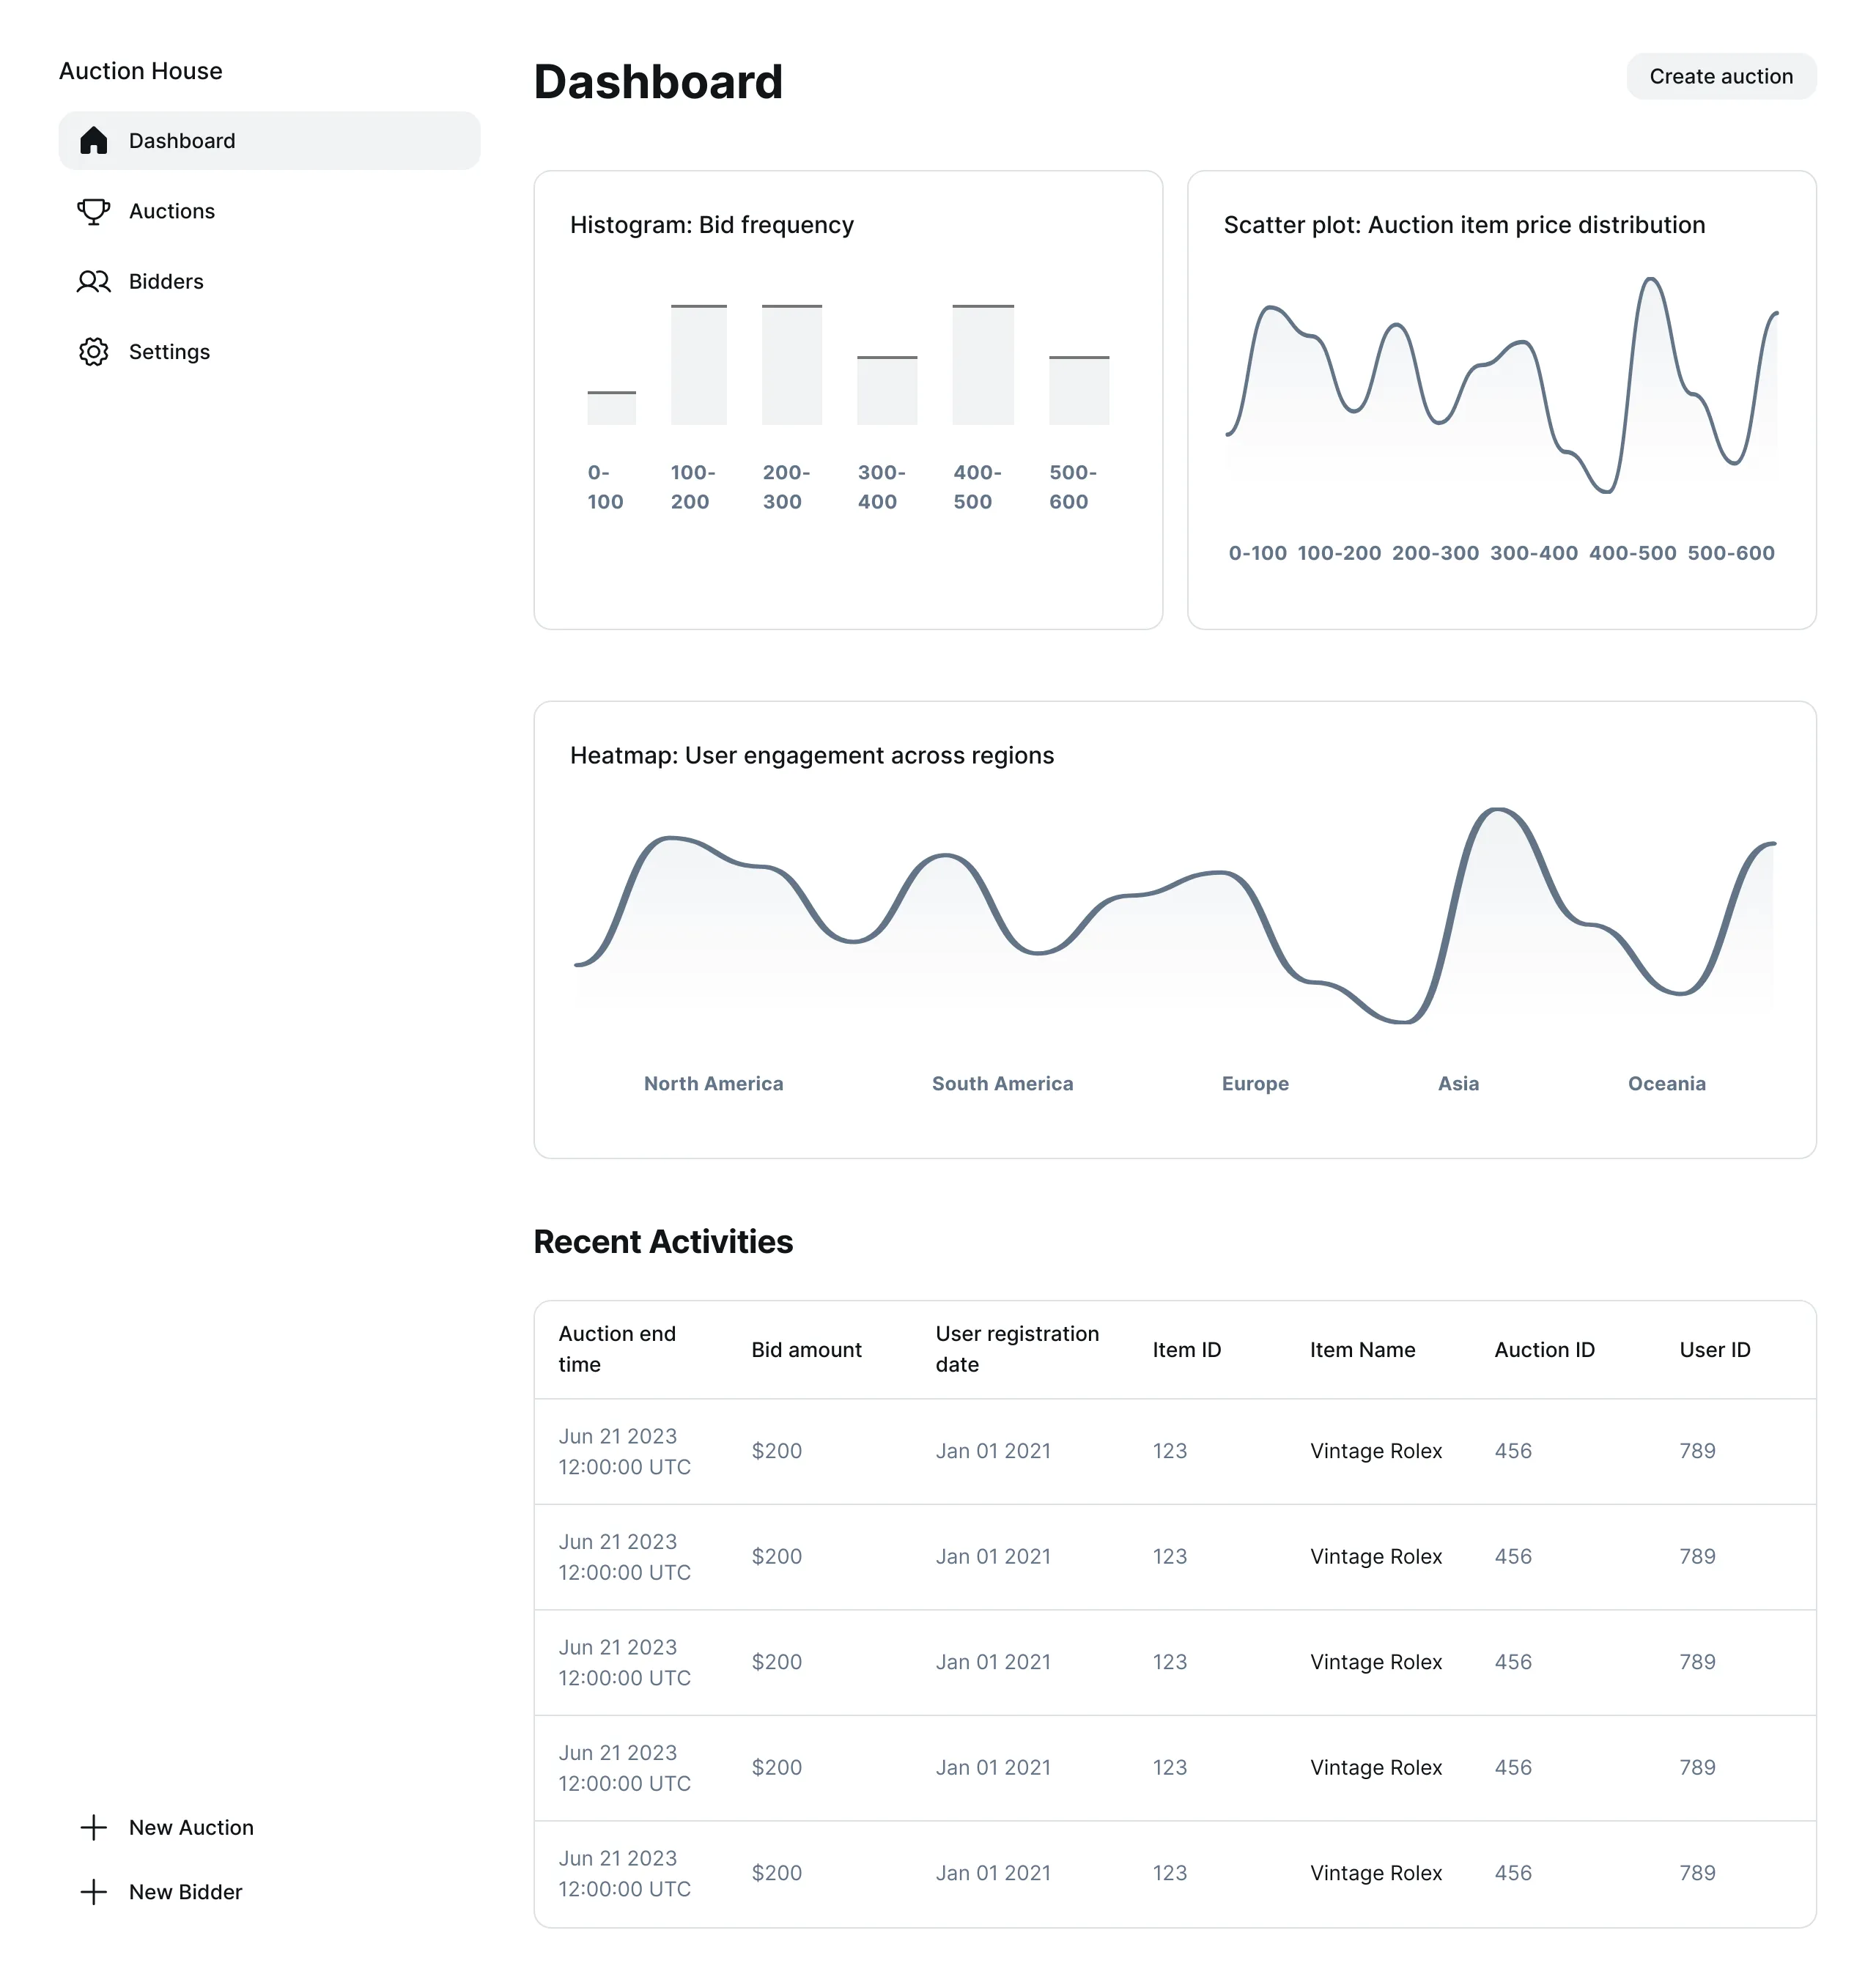 Auction House
Dashboard
Auctions
Bidders
Settings
New Auction
New Bidder
Dashboard
Create auction
Histogram: Bid frequency
0-
100
100-
200
200-
300
300-
400
400-
500
500-
600
Scatter plot: Auction item price distribution
0-100 100-200 200-300 300-400 400-500 500-600
Heatmap: User engagement across regions
North America South America Europe Asia Oceania
Recent Activities
Auction end
time
Bid amount
User registration
date
Item ID
Item Name
Auction ID
User ID
Jun 21 2023
12:00:00 UTC
$200
Jan 01 2021
123
Vintage Rolex
456
789
Jun 21 2023
12:00:00 UTC
$200
Jan 01 2021
123
Vintage Rolex
456
789
Jun 21 2023
12:00:00 UTC
$200
Jan 01 2021
123
Vintage Rolex
456
789
Jun 21 2023
12:00:00 UTC
$200
Jan 01 2021
123
Vintage Rolex
456
789
Jun 21 2023
12:00:00 UTC
$200
Jan 01 2021
123
Vintage Rolex
456
789